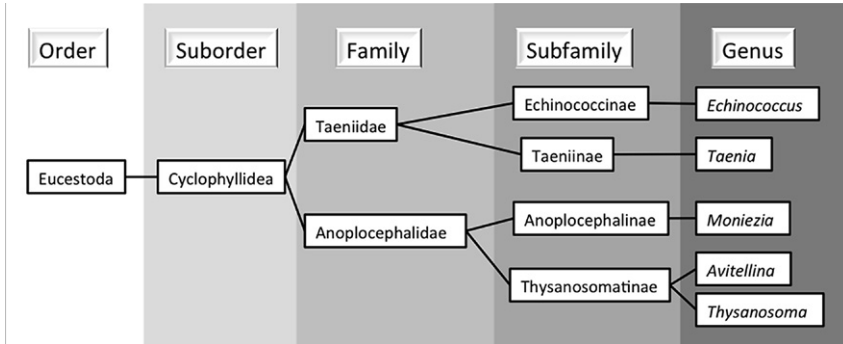 Order
Suborder
Family
Subfamily
Genus
Echinococcinae
Echinococcus
Taeniidae
Taeniinae
Taenia
Eucestoda
Cyclophyllidea
Anoplocephalidae
Anoplocephalinae
Moniezia
Avitellina
Thysanosomatinae
Thysanosoma